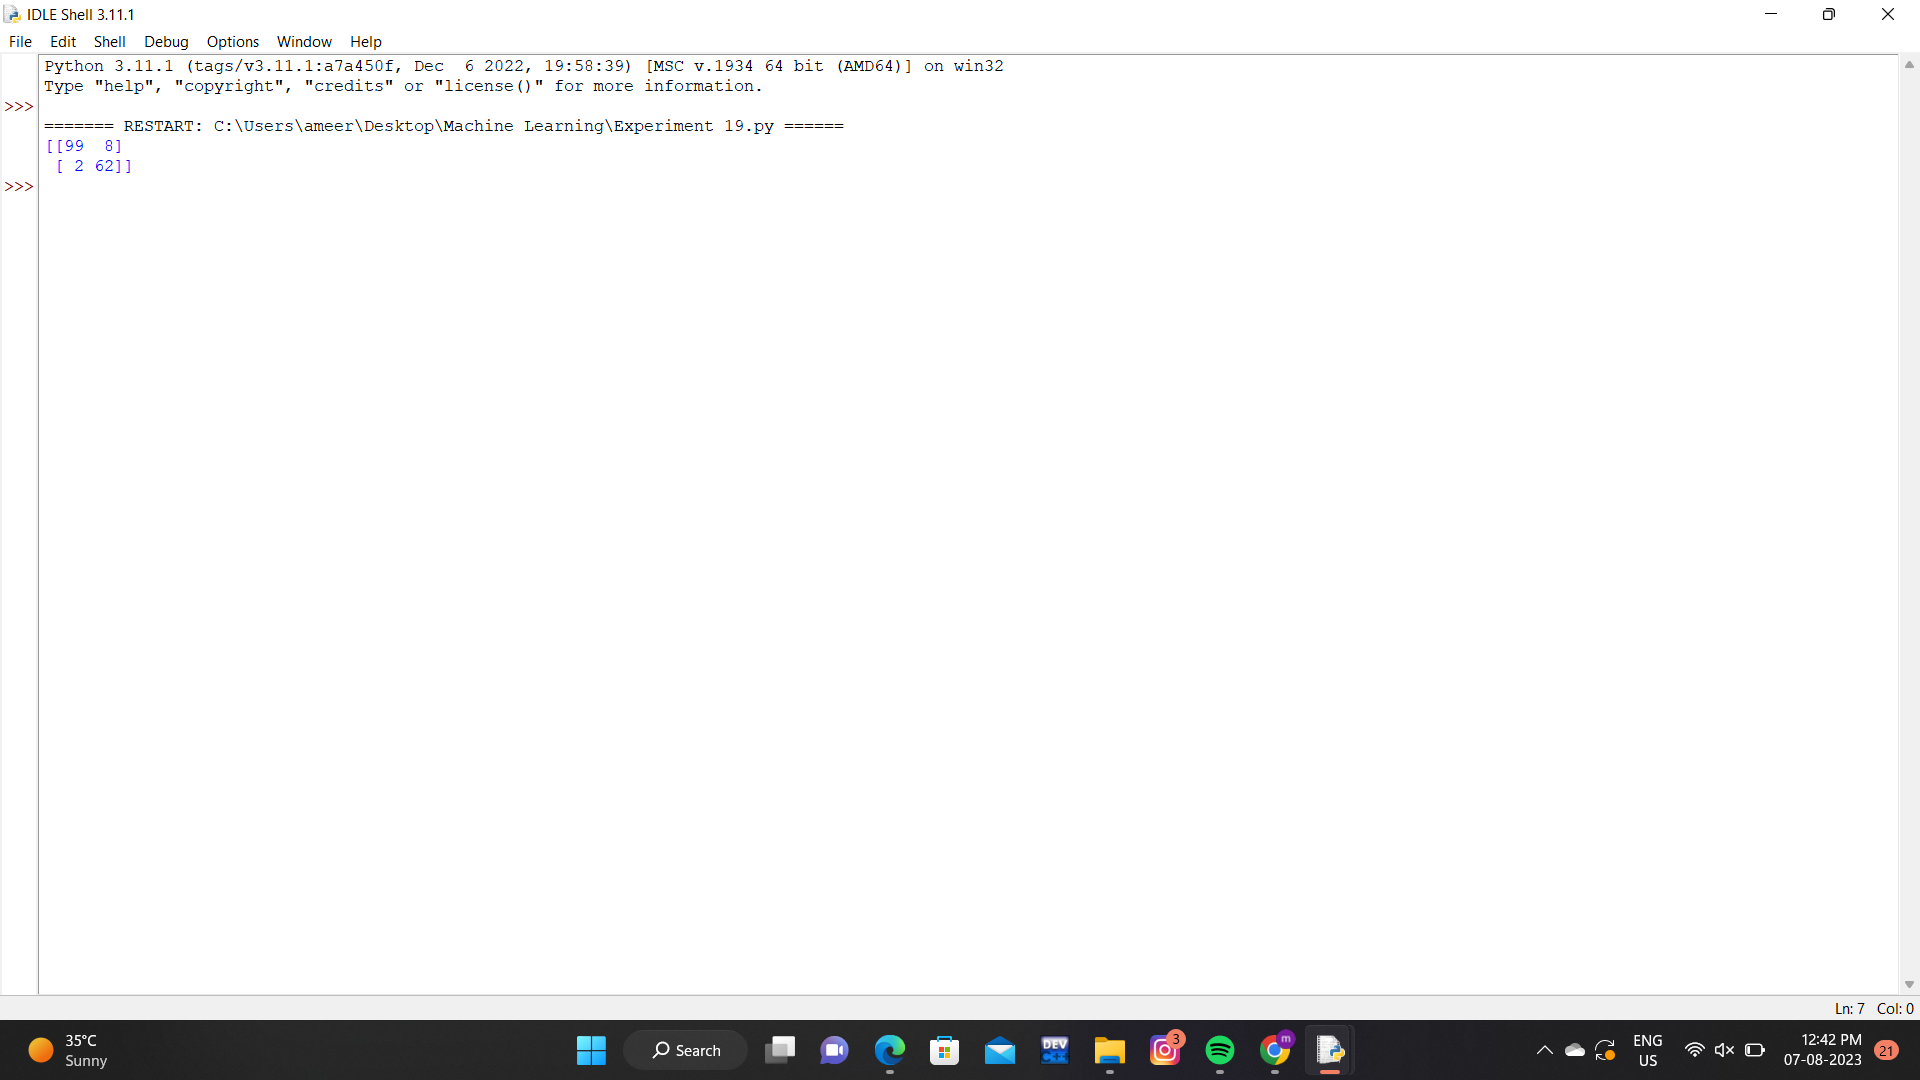 IDLE Shell 3.11.1
File Edit Shell Debug Options Window Help
Python 3.11.1 (tags/v3.11.1:a7a450f, Dec  6 2022, 19:58:39) [MSC v.1934 64 bit (AMD64)] on win32
Type "help", "copyright", "credits" or "license()" for more information.
>>>
======= RESTART: C:\Users\ameer\Desktop\Machine Learning\Experiment 19.py ======
[[99  8]
 [ 2 62]]
>>>
Ln: 7 Col: 0
35°C
Sunny
Search
DEV
C++
3
m
ENG
US
12:42 PM
07-08-2023
21